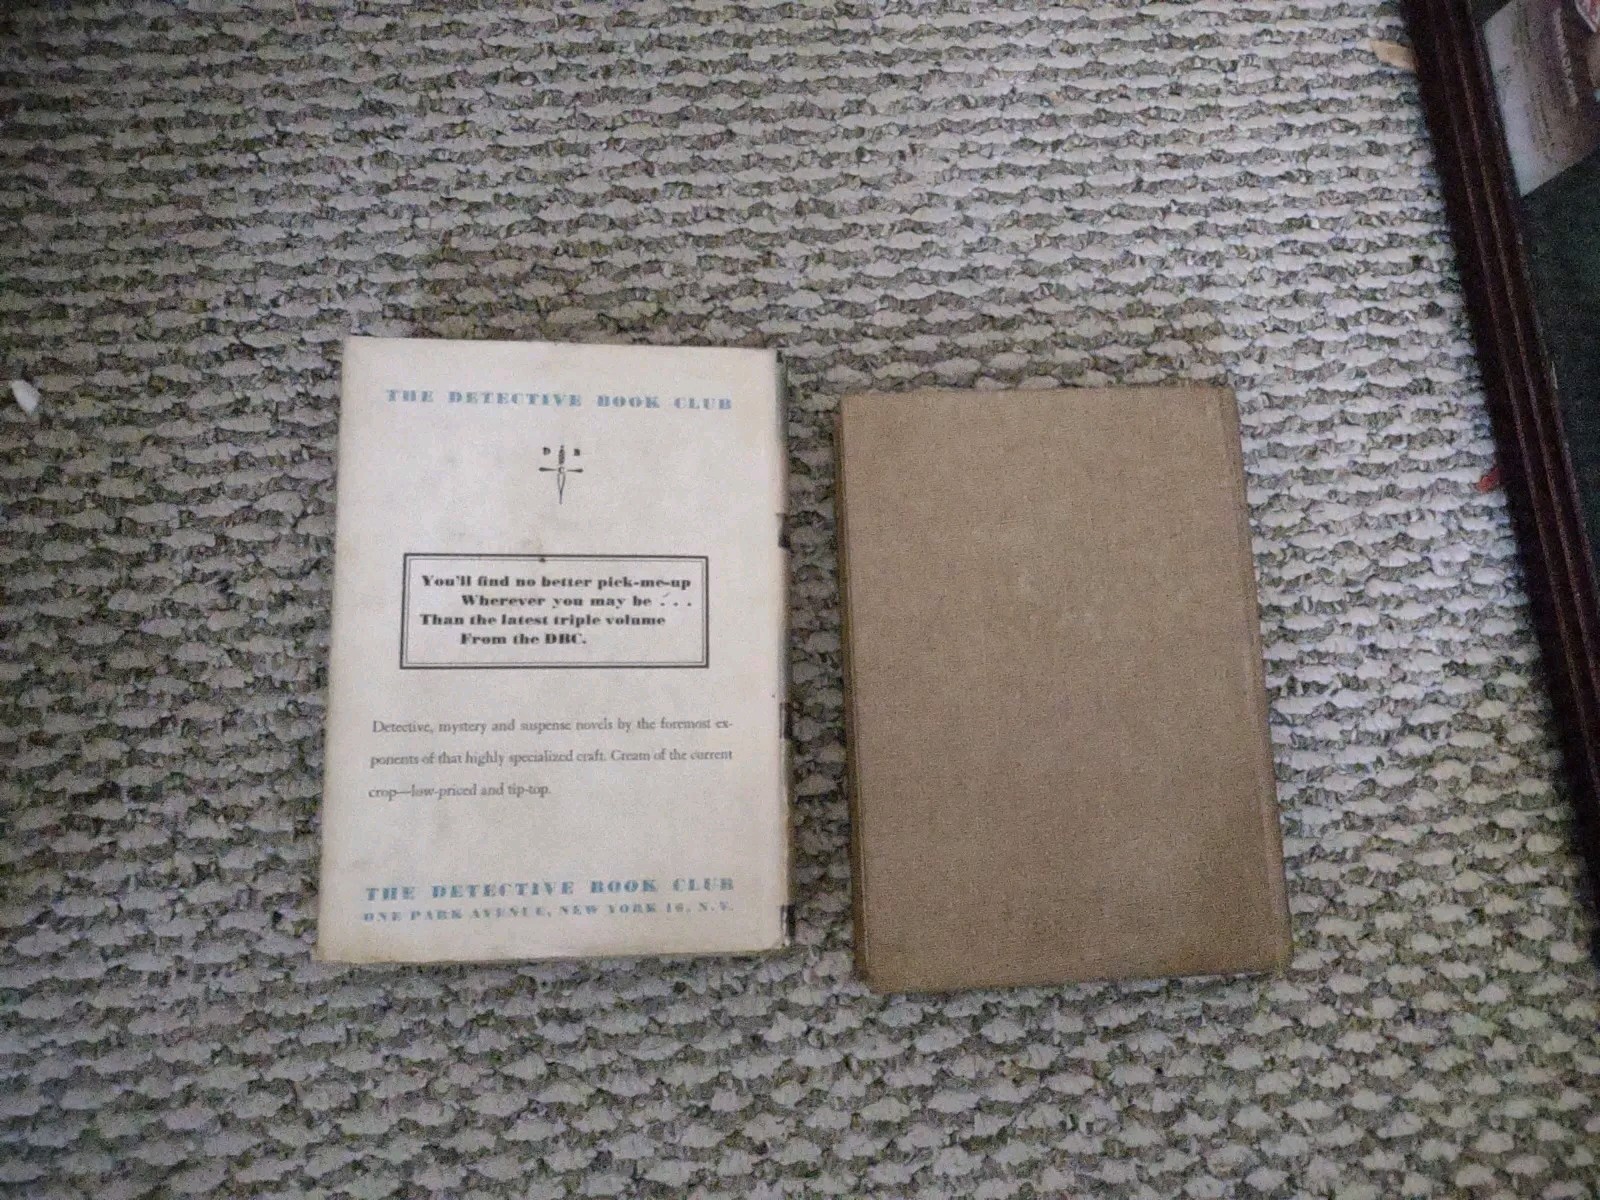 THE DETECTIVE BOOK CLUB
D B
C
You'll find no better pick-me-up
Wherever you may be . . .
Than the latest triple volume
From the DBC.
Detective, mystery and suspense novels by the foremost ex-
ponents of that highly specialized craft. Cream of the current
crop—low-priced and tip-top.
THE DETECTIVE BOOK CLUB
ONE PARK AVENUE, NEW YORK 16, N.Y.